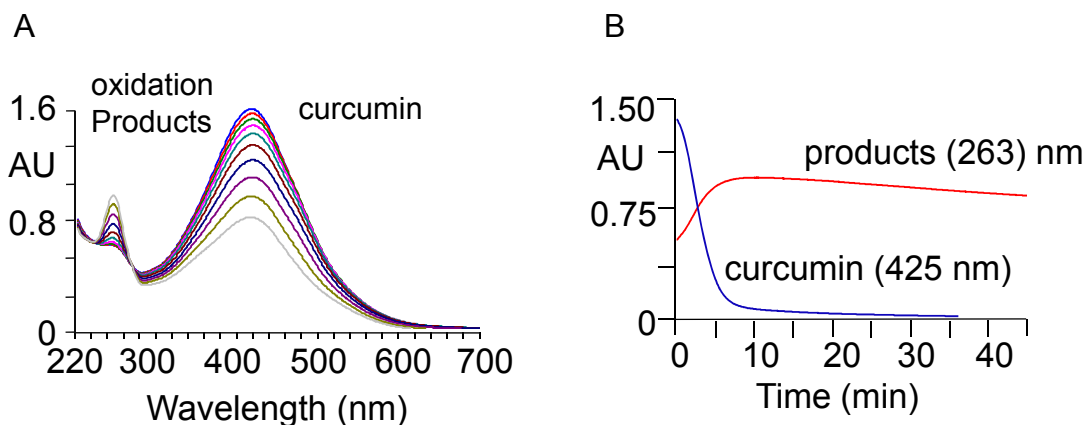 A
oxidation
Products
curcumin
1.6
AU
0.8
0
220 300 400 500 600 700
Wavelength (nm)
B
1.50
AU
products (263) nm
0.75
curcumin (425 nm)
0
0 10 20 30 40
Time (min)